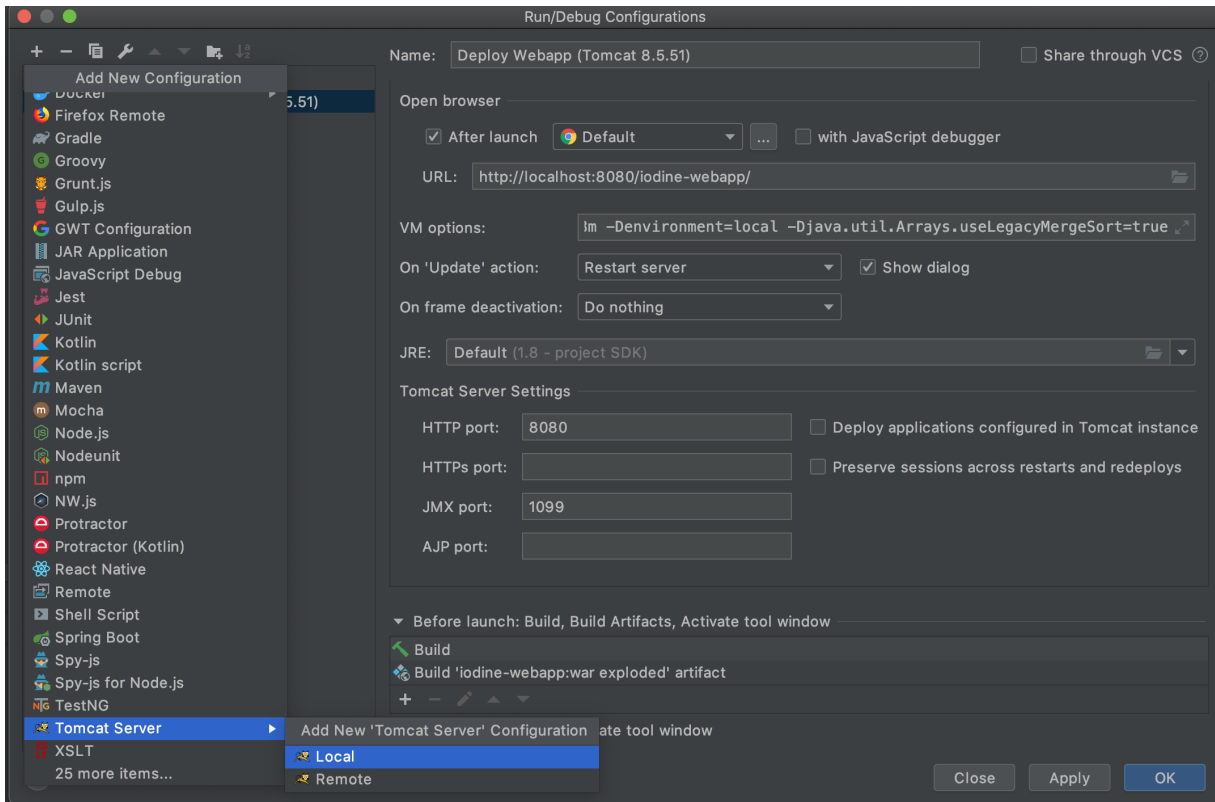 Run/Debug Configurations
Add New Configuration
Docker
5.51)
Firefox Remote
Gradle
Groovy
Grunt.js
Gulp.js
GWT Configuration
JAR Application
JavaScript Debug
Jest
JUnit
Kotlin
Kotlin script
Maven
Mocha
Node.js
Nodeunit
npm
NW.js
Protractor
Protractor (Kotlin)
React Native
Remote
Shell Script
Spring Boot
Spy-js
Spy-js for Node.js
TestNG
Tomcat Server
XSLT
25 more items...
Add New 'Tomcat Server' Configuration
Local
Remote
Name: Deploy Webapp (Tomcat 8.5.51) Share through VCS ?
Open browser
After launch Default ... with JavaScript debugger
URL: http://localhost:8080/iodine-webapp/
VM options: m -Denvironment=local -Djava.util.Arrays.useLegacyMergeSort=true
On 'Update' action: Restart server Show dialog
On frame deactivation: Do nothing
JRE: Default (1.8 - project SDK)
Tomcat Server Settings
HTTP port: 8080 Deploy applications configured in Tomcat instance
HTTPs port: Preserve sessions across restarts and redeploys
JMX port: 1099
AJP port:
Before launch: Build, Build Artifacts, Activate tool window
Build
Build 'iodine-webapp:war exploded' artifact
ate tool window
Close Apply OK